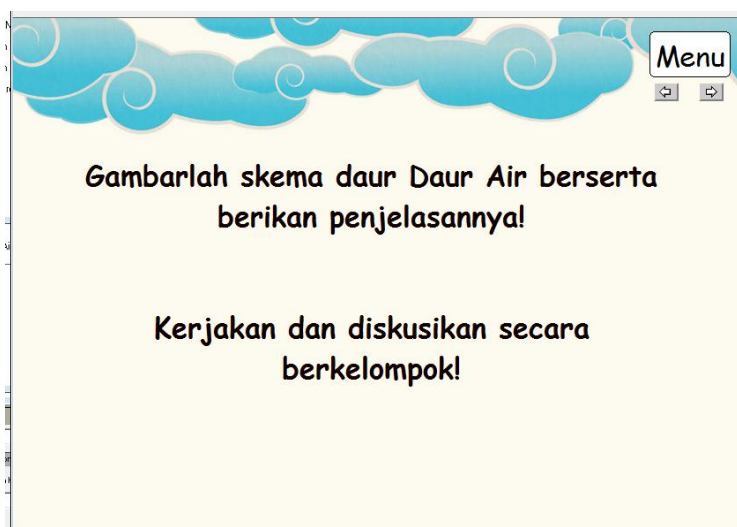 Menu
Gambarlah skema daur Daur Air berserta
berikan penjelasannya!
Kerjakan dan diskusikan secara
berkelompok!